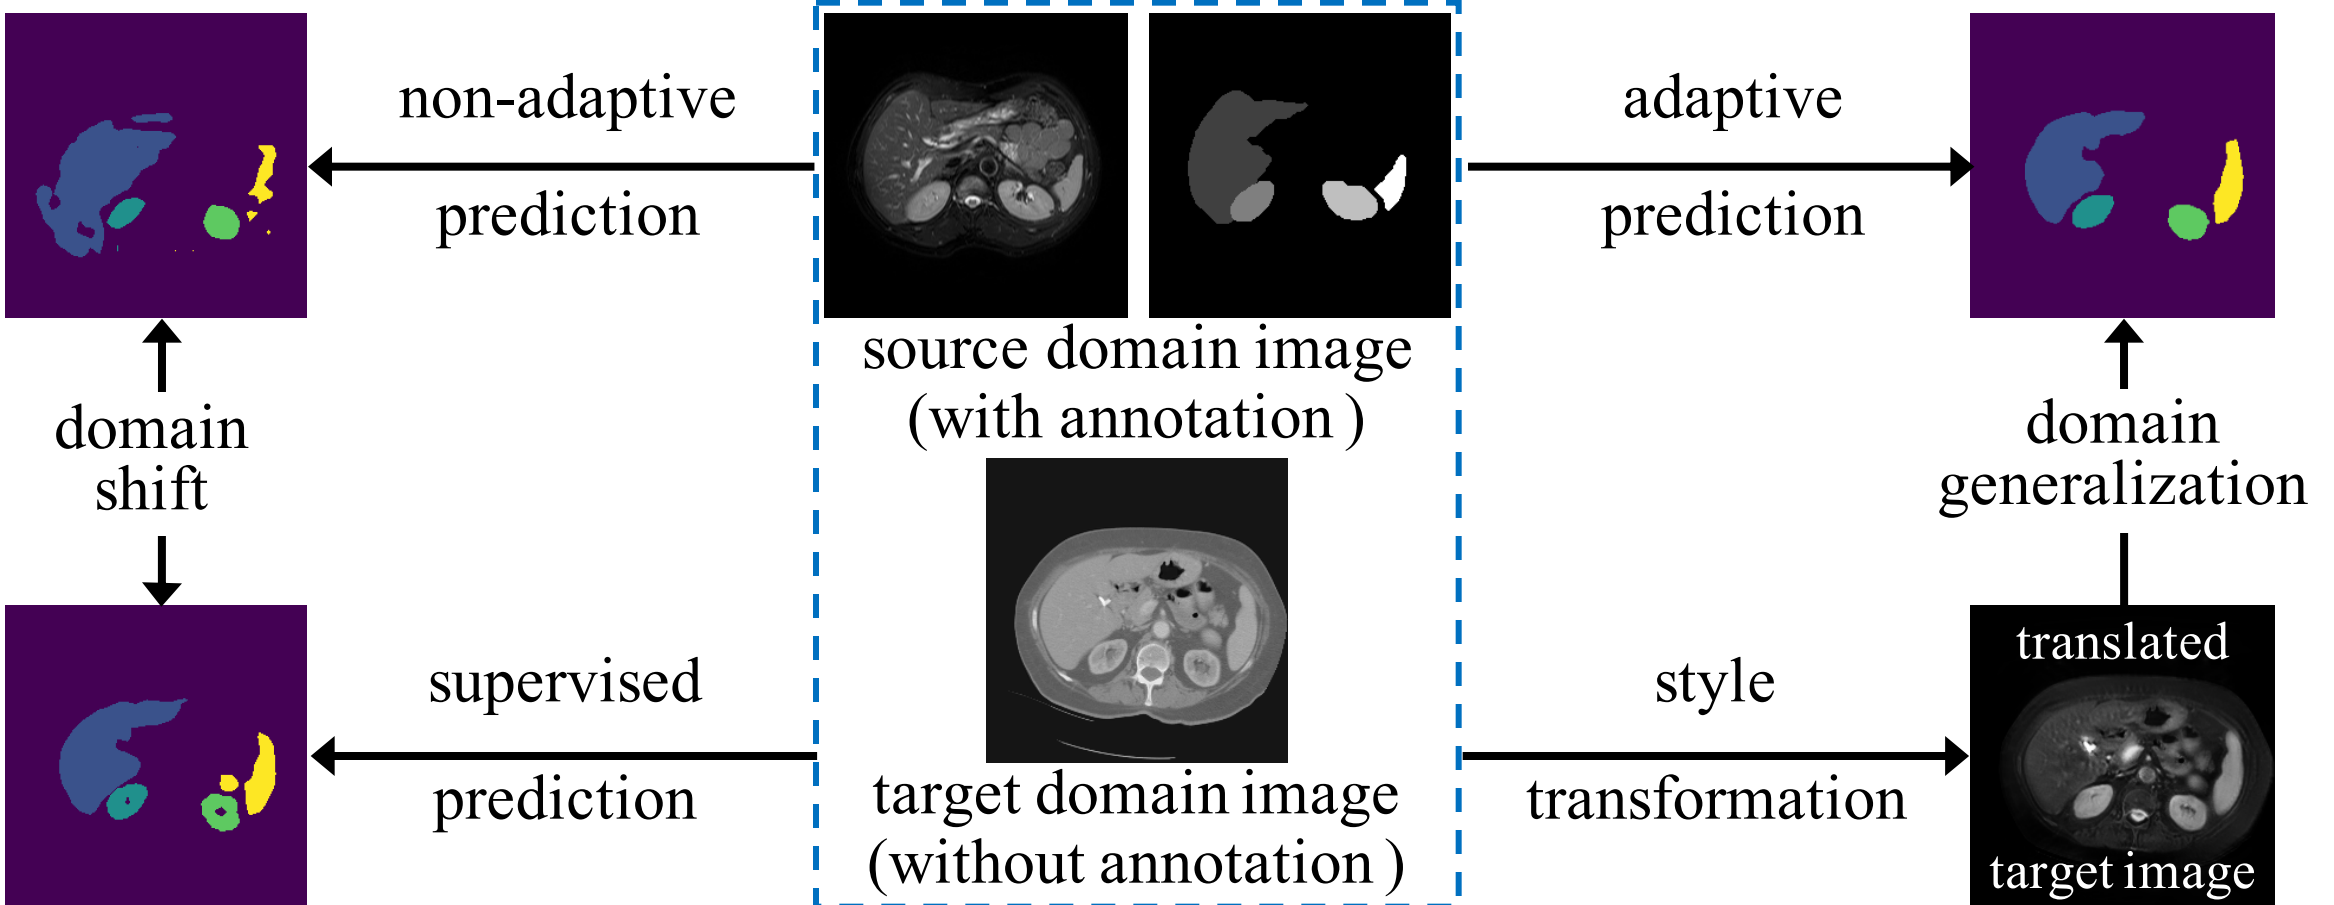 non-adaptive
prediction
adaptive
prediction
source domain image
(with annotation )
domain
shift
domain
generalization
supervised
prediction
target domain image
(without annotation )
style
transformation
translated
target image